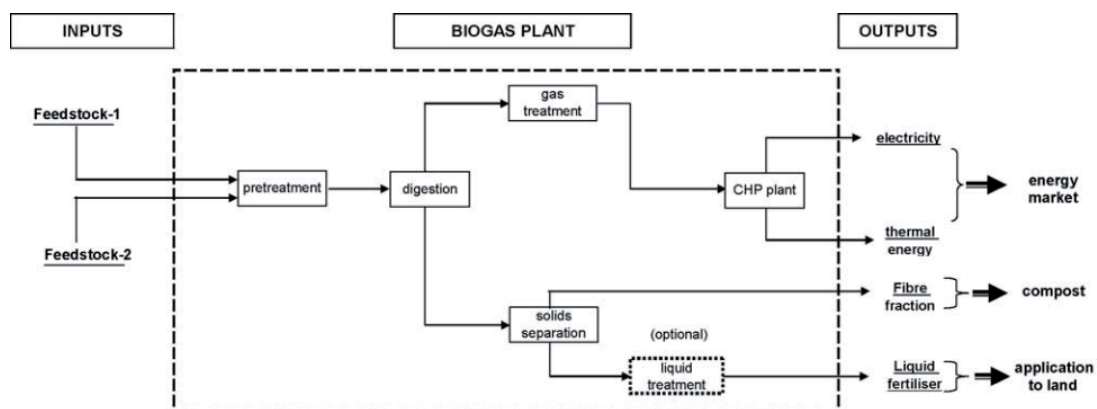 INPUTS
BIOGAS PLANT
OUTPUTS
Feedstock-1
Feedstock-2
pretreatment
digestion
gas
treatment
CHP plant
solids
separation
(optional)
liquid
treatment
electricity
thermal
energy
energy
market
Fibre
fraction
compost
Liquid
fertiliser
application
to land